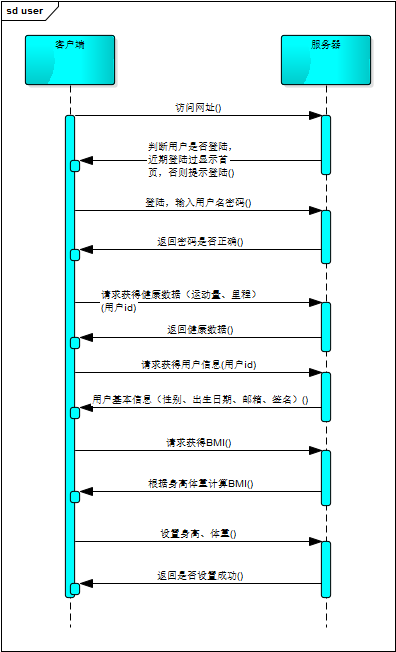 sd user
客户端
服务器
访问网址()
判断用户是否登陆，
近期登陆过显示首
页，否则提示登陆()
登陆，输入用户名密码()
返回密码是否正确()
请求获得健康数据（运动量、里程）
(用户id)
返回健康数据()
请求获得用户信息(用户id)
用户基本信息（性别、出生日期、邮箱、签名）()
请求获得BMI()
根据身高体重计算BMI()
设置身高、体重()
返回是否设置成功()